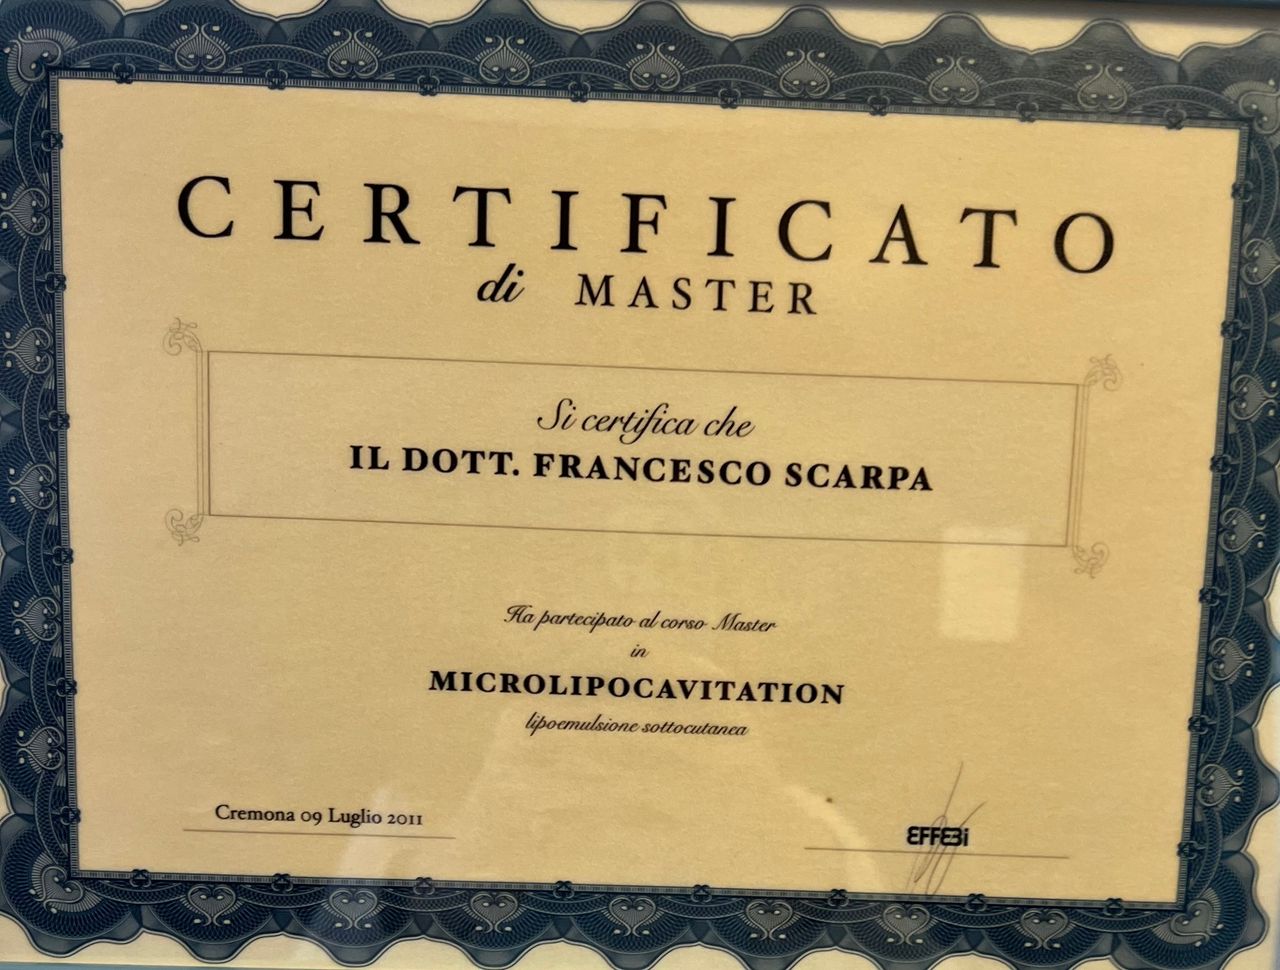 CERTIFICATO
di MASTER
Si certifica che
IL DOTT. FRANCESCO SCARPA
Ha partecipato al corso Master
in
MICROLIPOCAVITATION
lipoemulsione sottocutanea
Cremona 09 Luglio 2011
EFFEBi